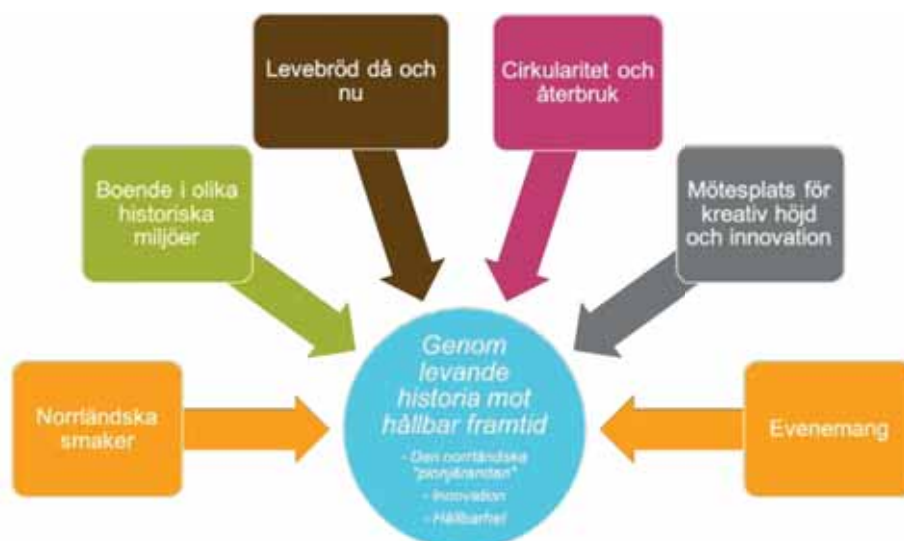 Levebröd då och
nu
Cirkularitet och
återbruk
Boende i olika
historiska
miljöer
Mötesplats för
kreativ höjd
och innovation
Norrländska
smaker
Genom
levande
historia mot
hållbar framtid
- Den norrländska
"pionjärandan"
- Innovation
- Hållbarhet
Evenemang